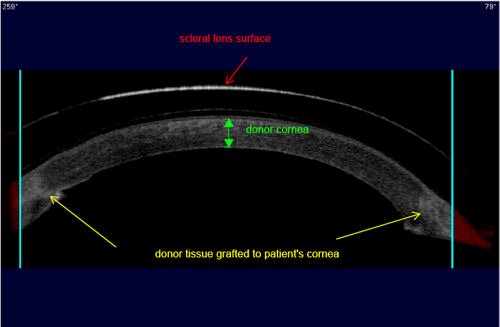 259° 79°
scleral lens surface
donor cornea
donor tissue grafted to patient's cornea